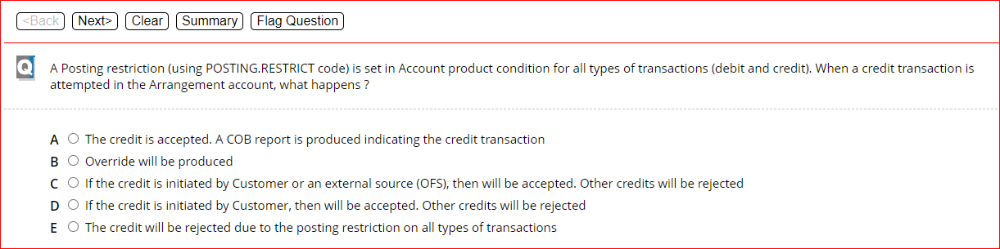 <Back Next> Clear Summary Flag Question
Q A Posting restriction (using POSTING.RESTRICT code) is set in Account product condition for all types of transactions (debit and credit). When a credit transaction is
attempted in the Arrangement account, what happens ?
A The credit is accepted. A COB report is produced indicating the credit transaction
B Override will be produced
C If the credit is initiated by Customer or an external source (OFS), then will be accepted. Other credits will be rejected
D If the credit is initiated by Customer, then will be accepted. Other credits will be rejected
E The credit will be rejected due to the posting restriction on all types of transactions